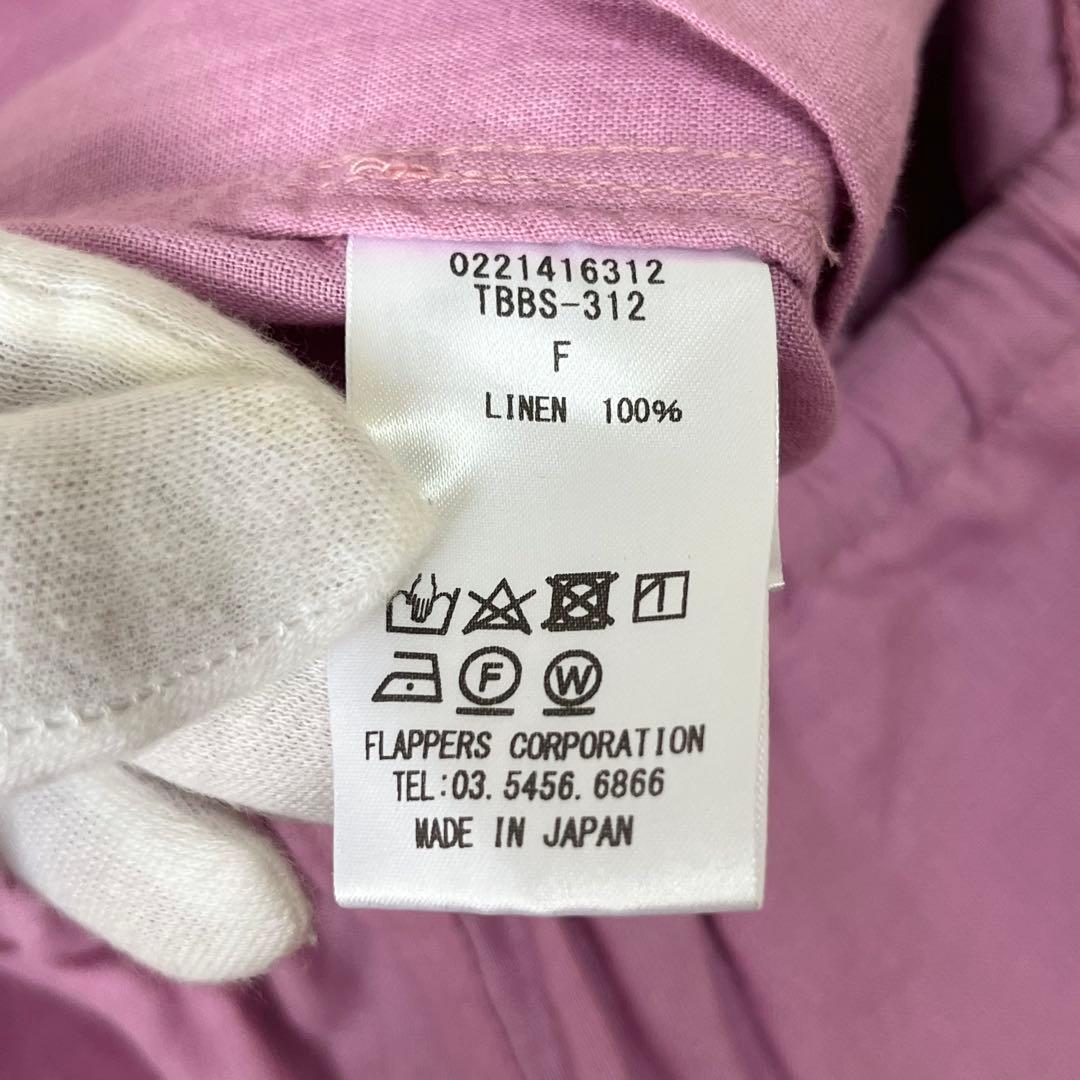 0221416312
TBBS-312
F
LINEN 100%
F W
FLAPPERS CORPORATION
TEL:03. 5456. 6866
MADE IN JAPAN